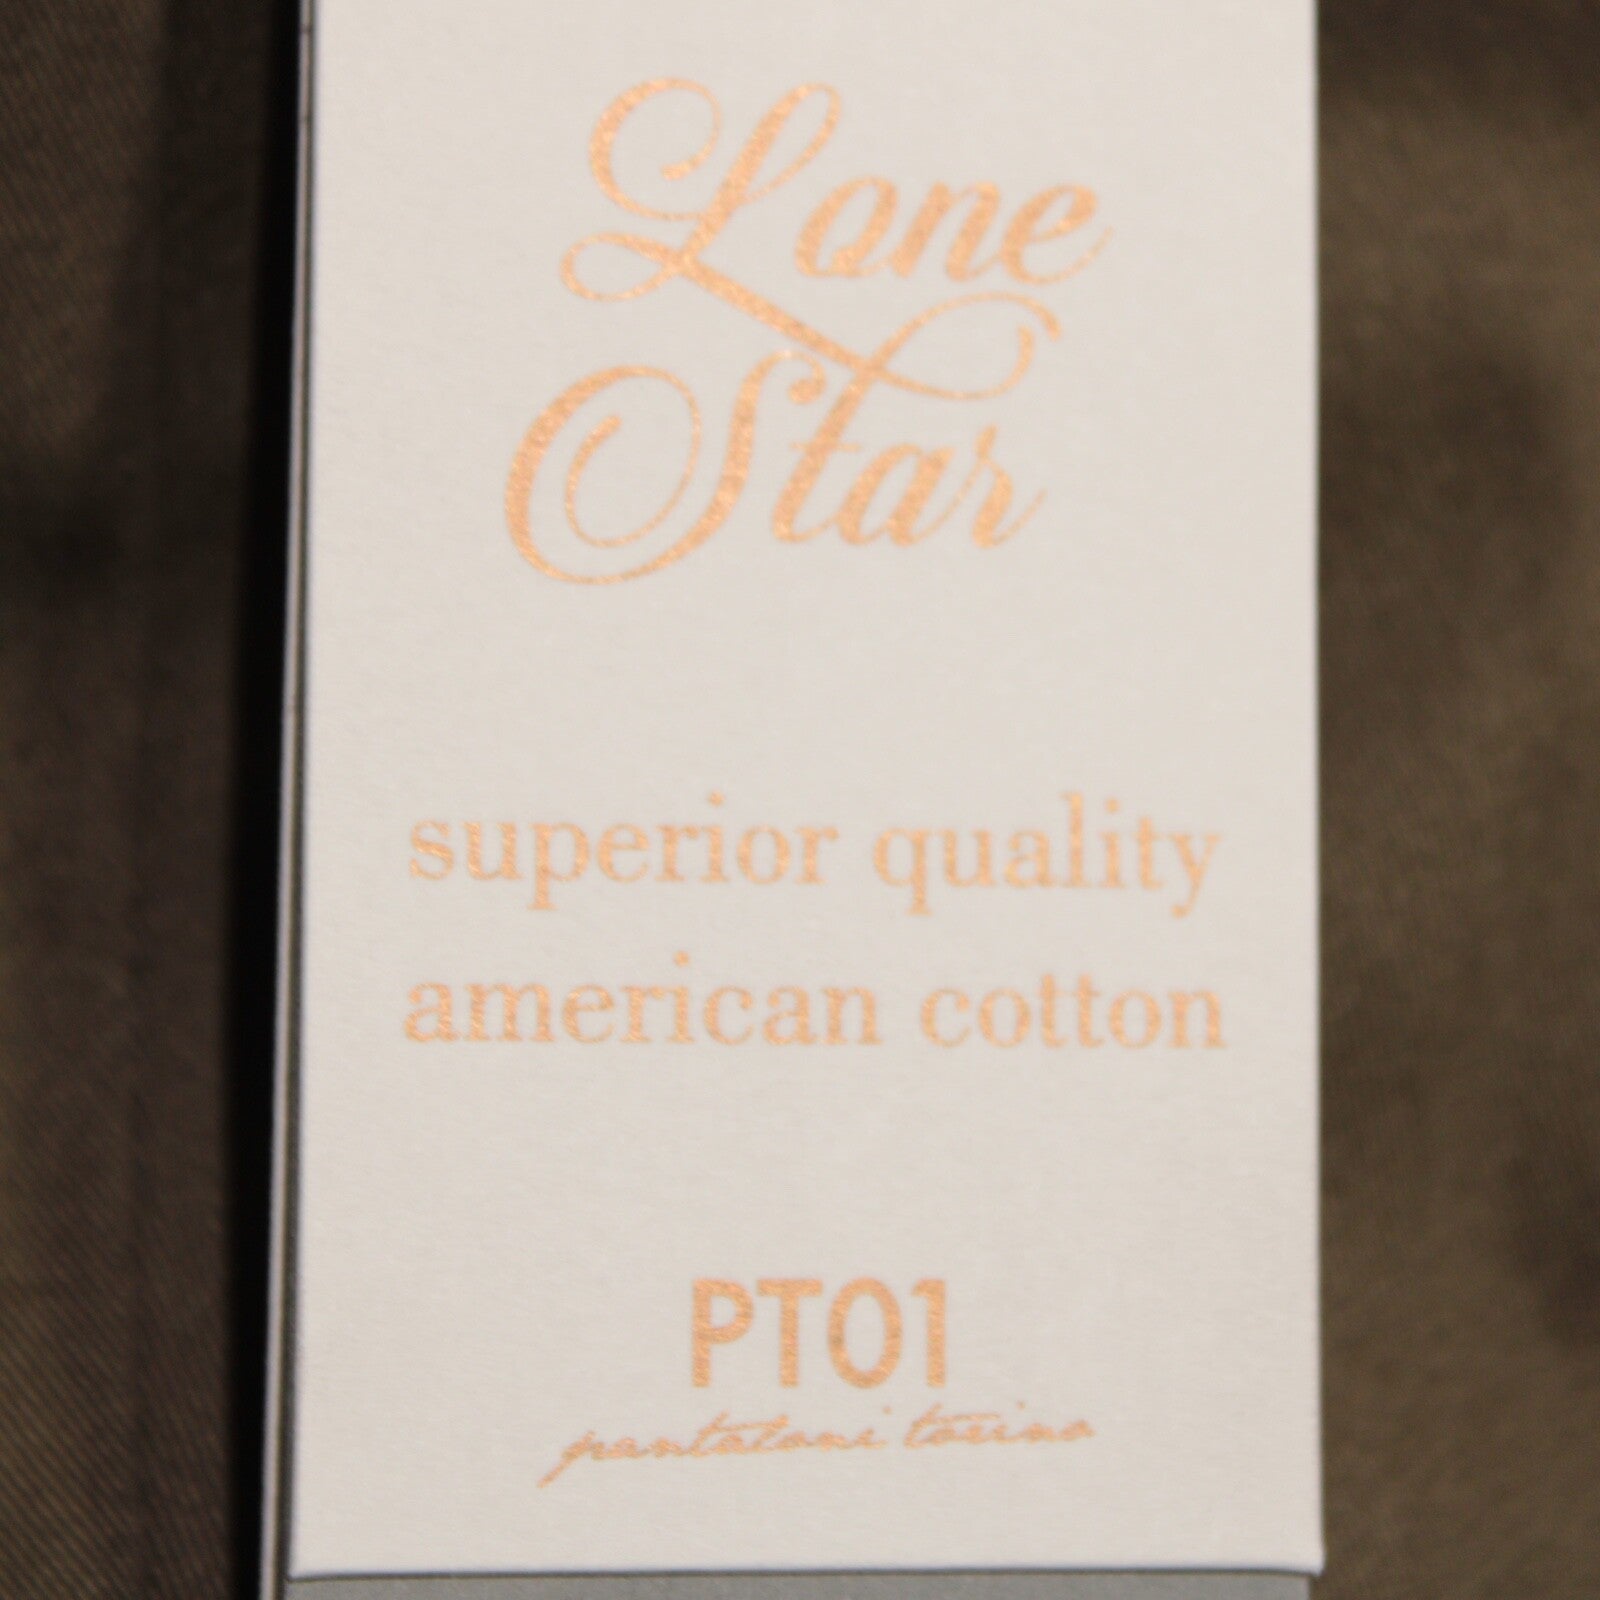 Lone
Star
superior quality
american cotton
PT01
pantaloni torino